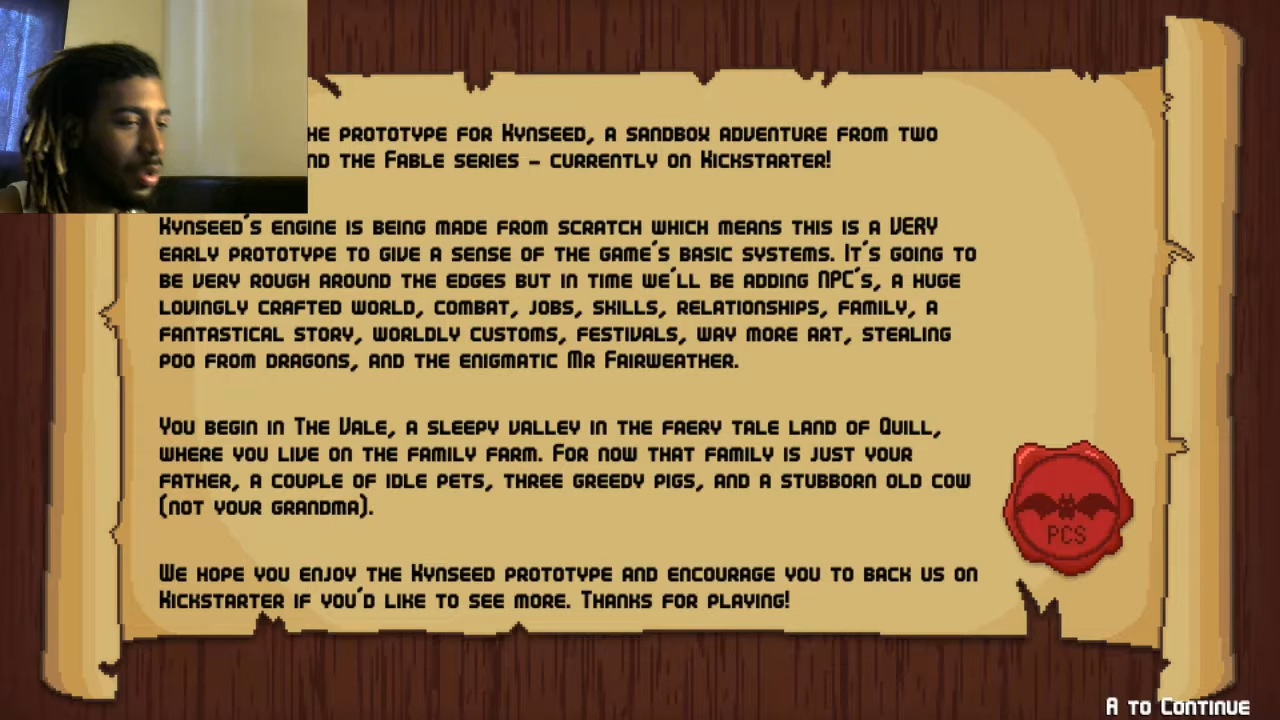 he prototype for Kynseed, a sandbox adventure from two
nd the Fable series – currently on Kickstarter!
Kynseed's engine is being made from scratch which means this is a VERY
early prototype to give a sense of the game's basic systems. It's going to
be very rough around the edges but in time we'll be adding NPC's, a huge
lovingly crafted world, combat, jobs, skills, relationships, family, a
fantastical story, worldly customs, festivals, way more art, stealing
poo from dragons, and the enigmatic Mr Fairweather.
You begin in The Vale, a sleepy valley in the faery tale land of Quill,
where you live on the family farm. For now that family is just your
father, a couple of idle pets, three greedy pigs, and a stubborn old cow
(not your grandma).
PCS
We hope you enjoy the Kynseed prototype and encourage you to back us on
Kickstarter if you'd like to see more. Thanks for playing!
A to Continue